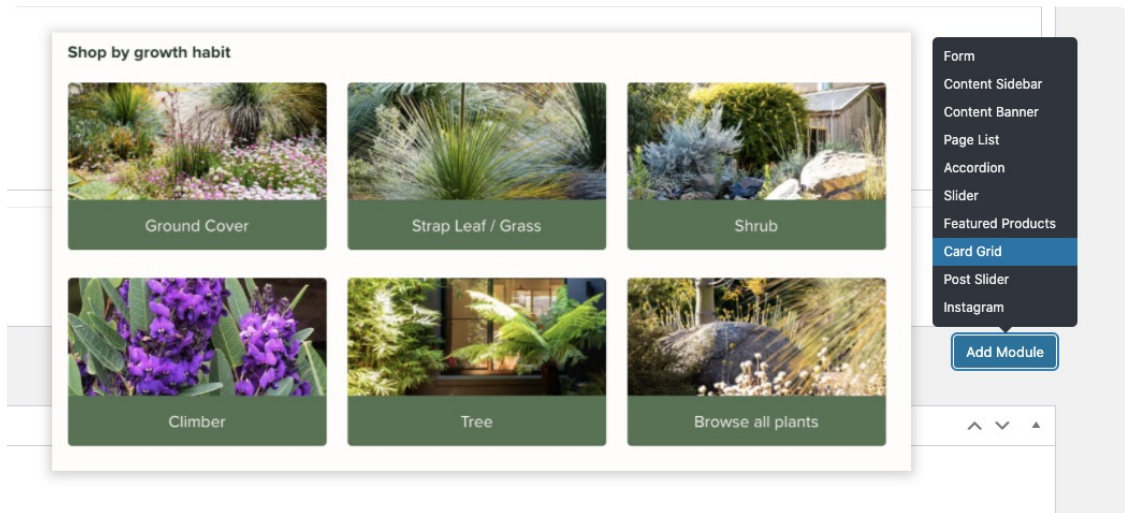 Shop by growth habit
Ground Cover
Strap Leaf / Grass
Shrub
Climber
Tree
Browse all plants
Form
Content Sidebar
Content Banner
Page List
Accordion
Slider
Featured Products
Card Grid
Post Slider
Instagram
Add Module